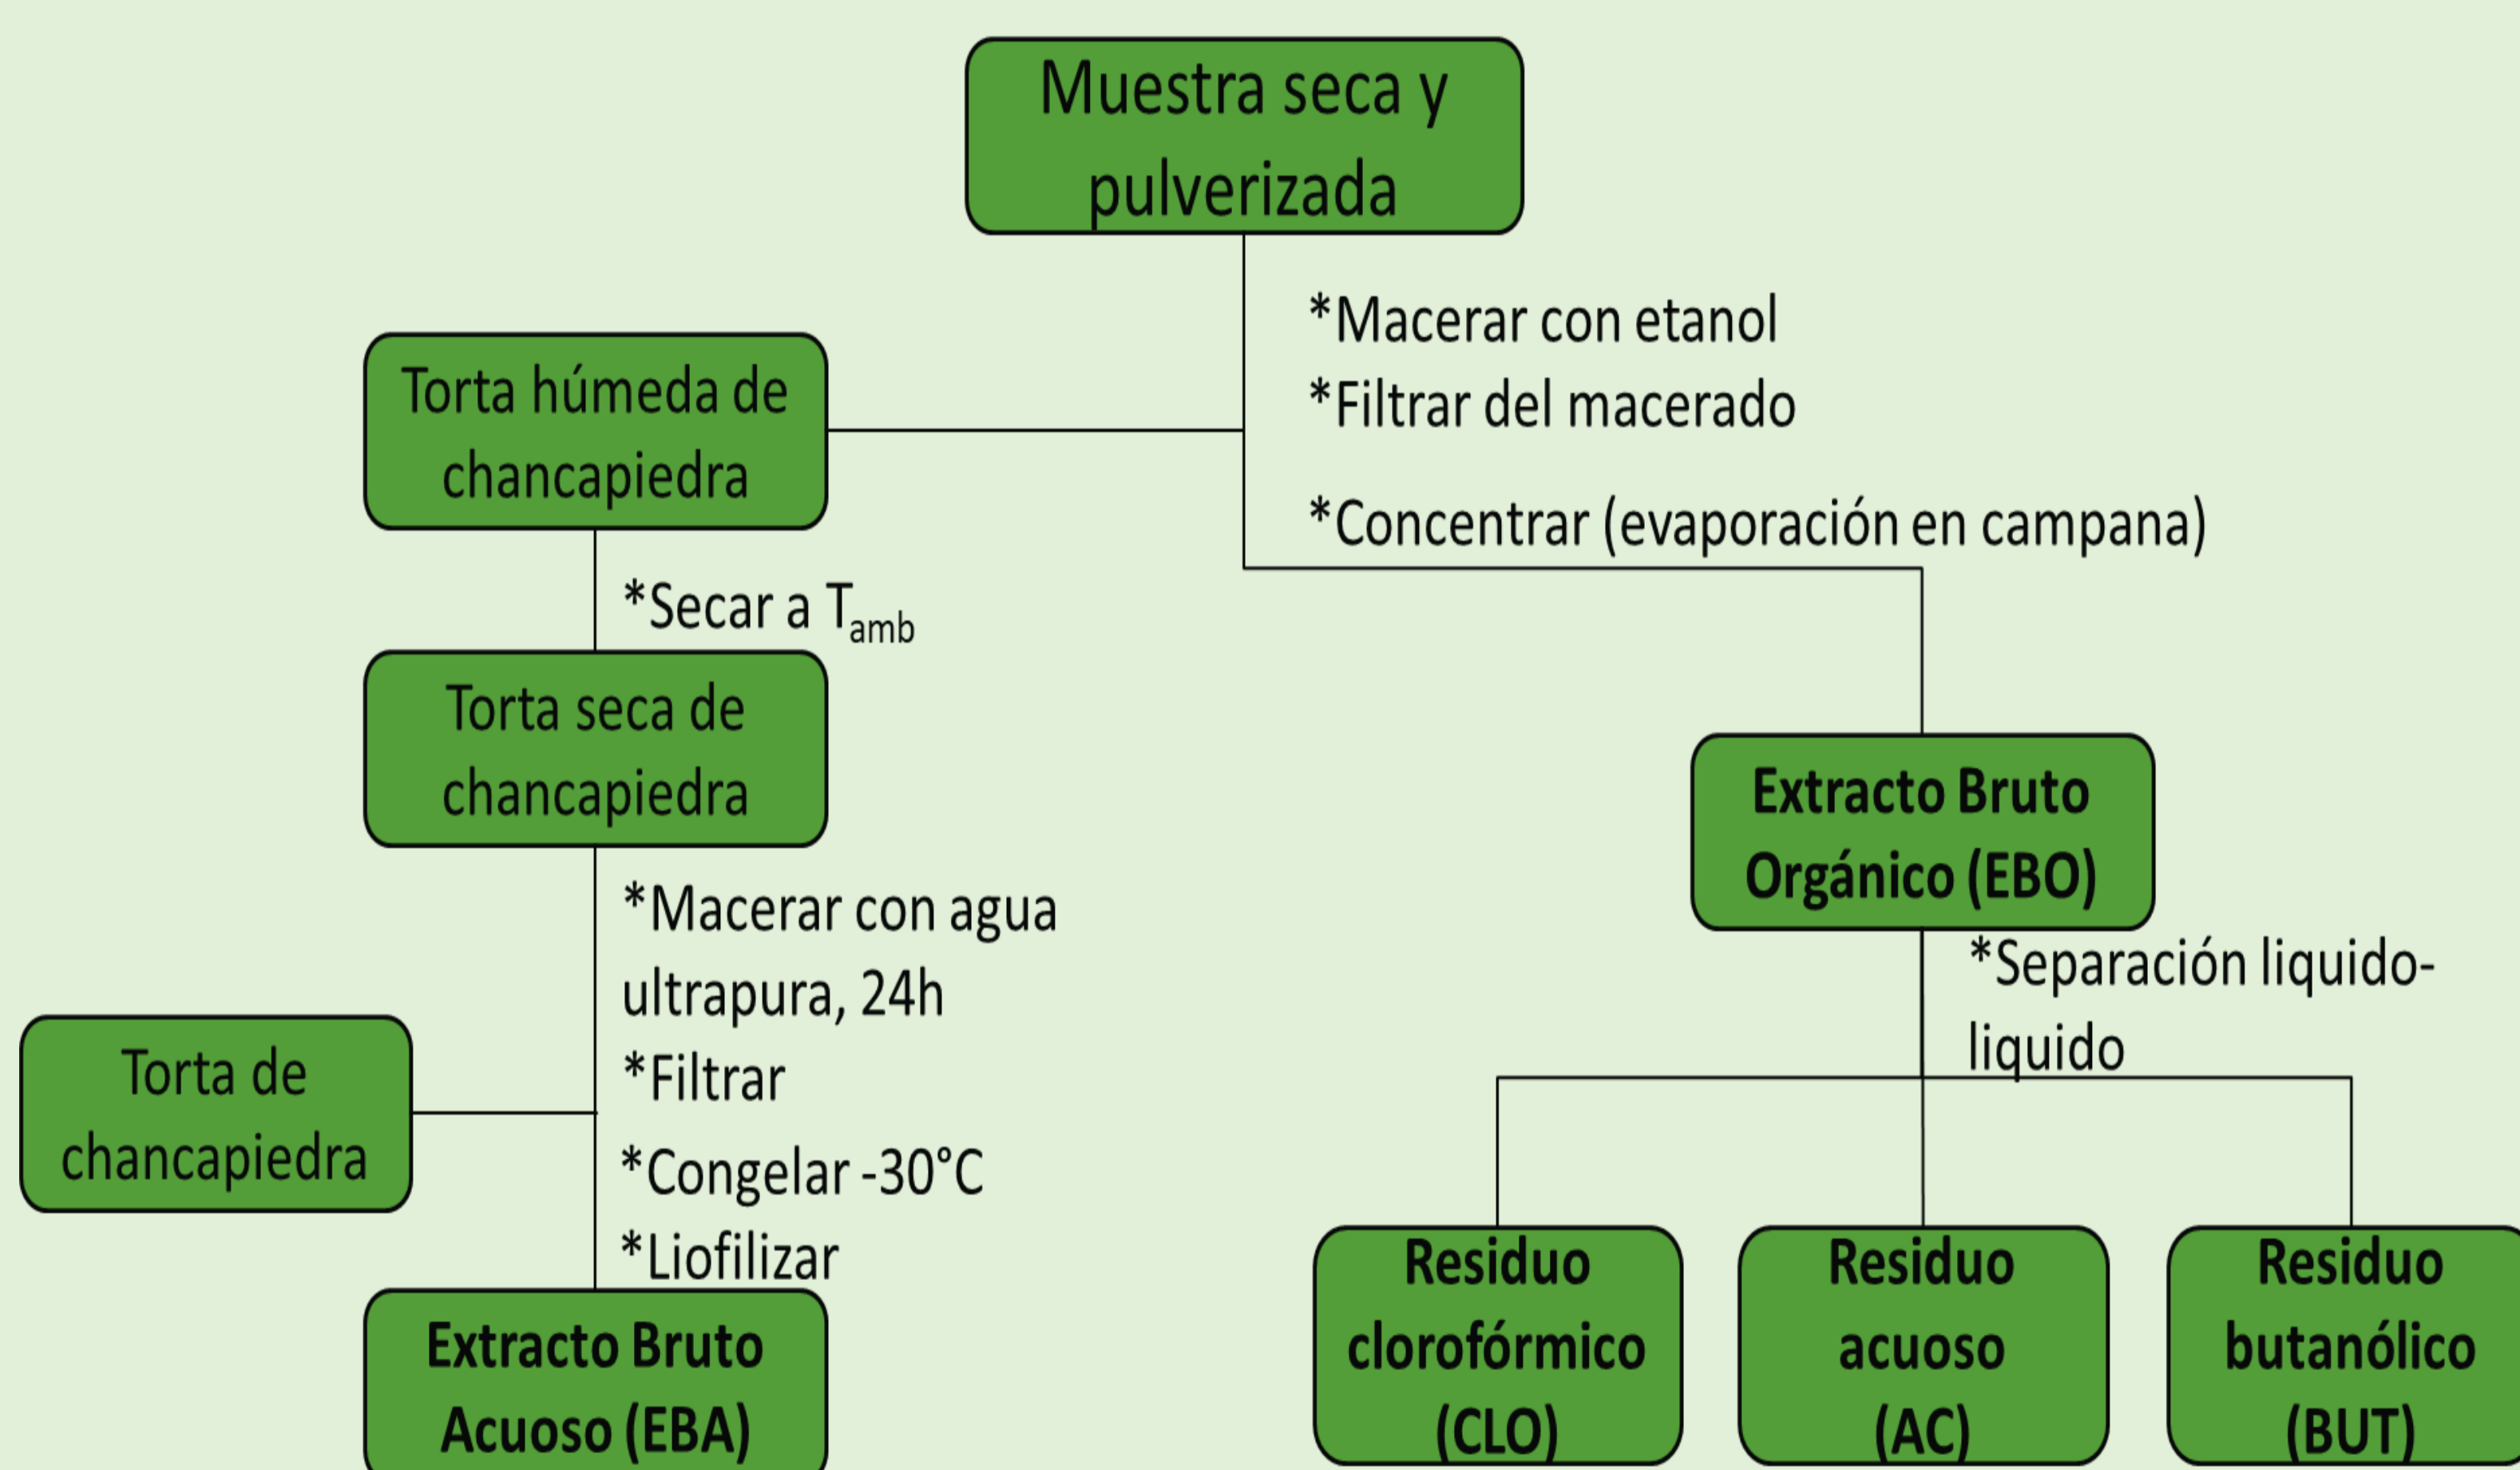 Muestra seca y
pulverizada
*Macerar con etanol
*Filtrar del macerado
*Concentrar (evaporación en campana)
Torta húmeda de
chancapiedra
*Secar a Tamb
Torta seca de
chancapiedra
*Macerar con agua
ultrapura, 24h
*Filtrar
Torta de
chancapiedra
*Congelar -30°C
*Liofilizar
Extracto Bruto
Acuoso (EBA)
Extracto Bruto
Orgánico (EBO)
*Separación liquido-
liquido
Residuo
clorofórmico
(CLO)
Residuo
acuoso
(AC)
Residuo
butanólico
(BUT)